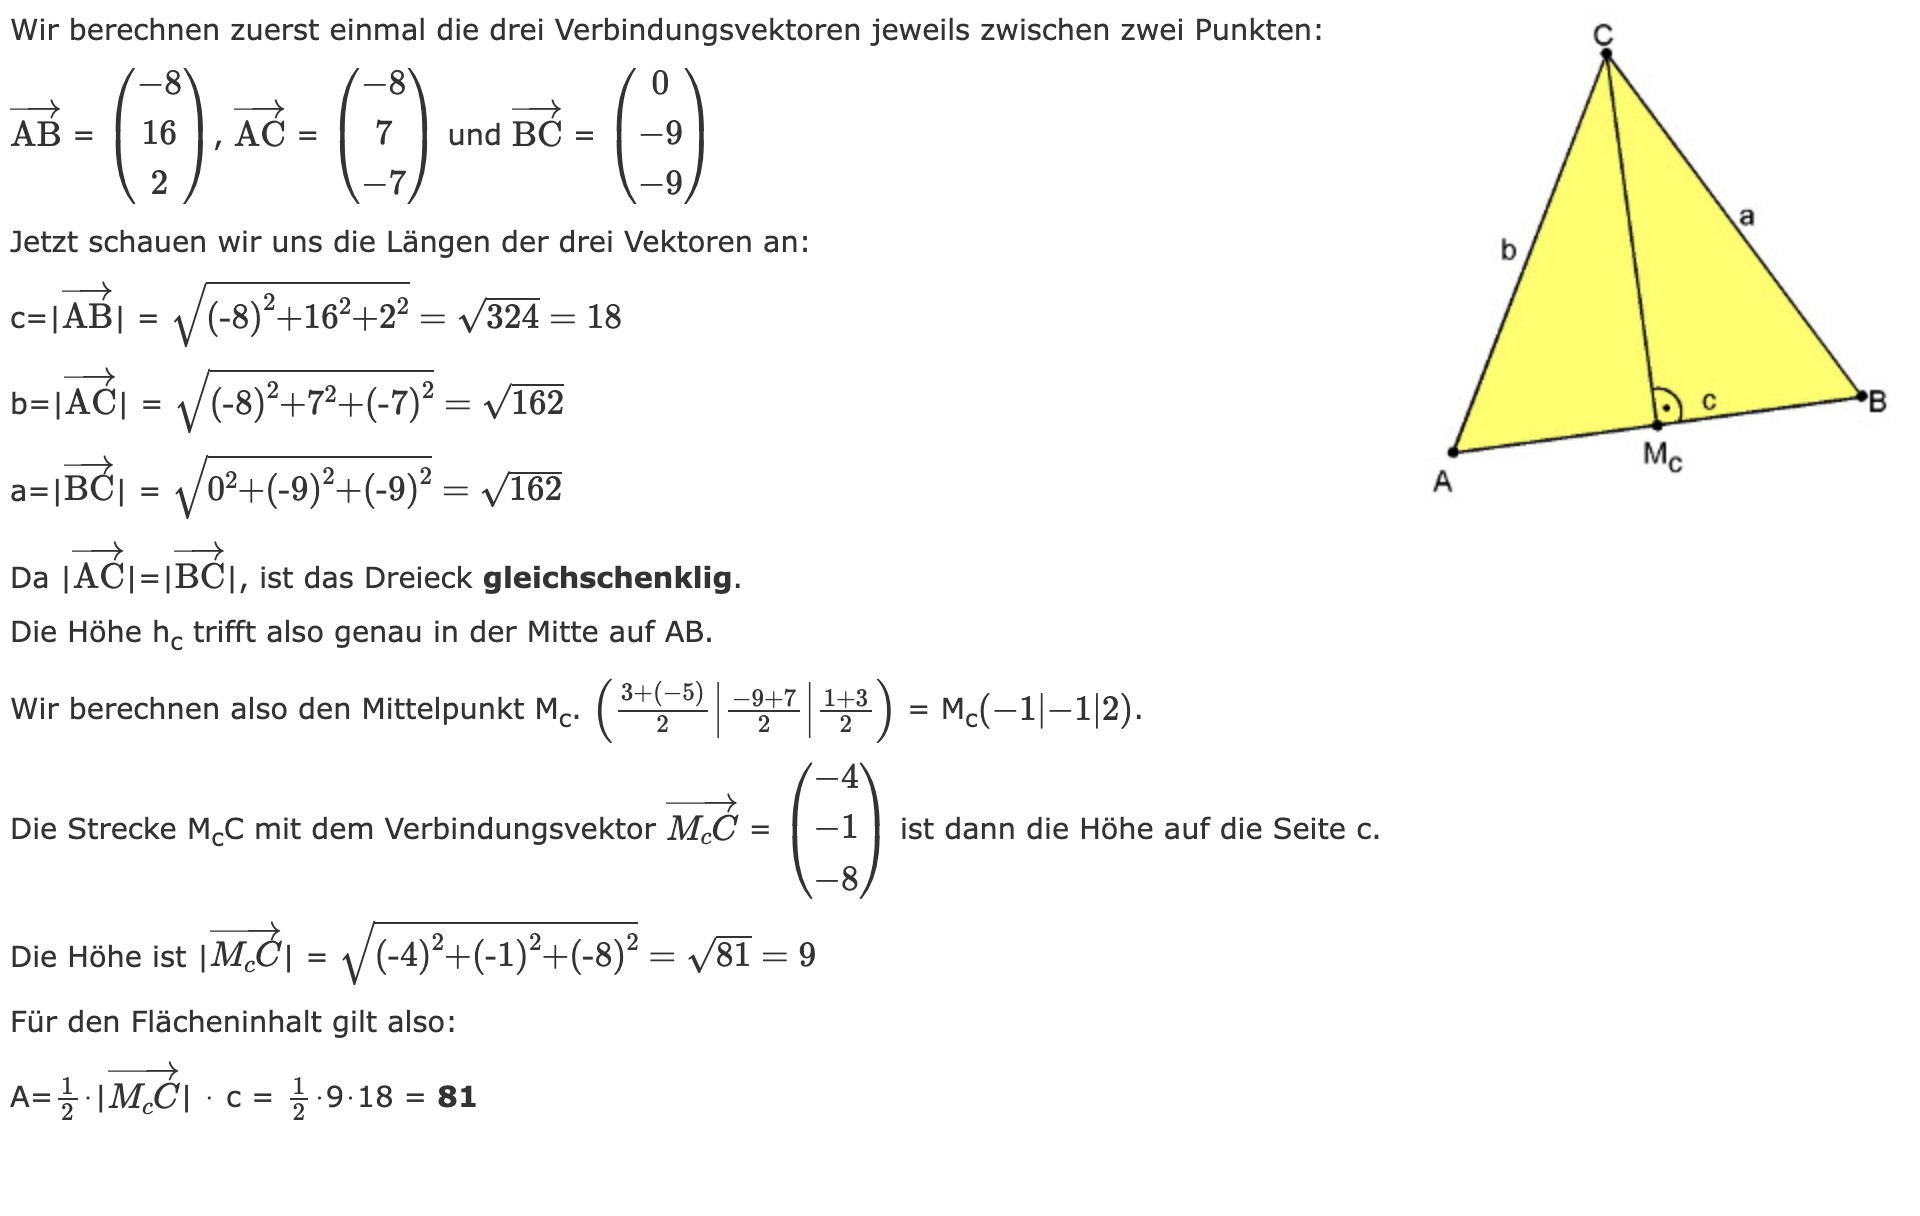 Wir berechnen zuerst einmal die drei Verbindungsvektoren jeweils zwischen zwei Punkten:
$\overrightarrow{AB} = \begin{pmatrix} -8 \\ 16 \\ 2 \end{pmatrix}$, $\overrightarrow{AC} = \begin{pmatrix} -8 \\ 7 \\ -7 \end{pmatrix}$ und $\overrightarrow{BC} = \begin{pmatrix} 0 \\ -9 \\ -9 \end{pmatrix}$
Jetzt schauen wir uns die Längen der drei Vektoren an:
c=|$\overrightarrow{AB}$| = $\sqrt{(-8)^2+16^2+2^2} = \sqrt{324} = 18$
b=|$\overrightarrow{AC}$| = $\sqrt{(-8)^2+7^2+(-7)^2} = \sqrt{162}$
a=|$\overrightarrow{BC}$| = $\sqrt{0^2+(-9)^2+(-9)^2} = \sqrt{162}$
Da |$\overrightarrow{AC}$|=|$\overrightarrow{BC}$|, ist das Dreieck gleichschenklig.
Die Höhe h$_c$ trifft also genau in der Mitte auf AB.
Wir berechnen also den Mittelpunkt M$_c$. $\left(\frac{3+(-5)}{2}\middle|\frac{-9+7}{2}\middle|\frac{1+3}{2}\right)$ = M$_c$(−1|−1|2).
Die Strecke M$_c$C mit dem Verbindungsvektor $\overrightarrow{M_cC} = \begin{pmatrix} -4 \\ -1 \\ -8 \end{pmatrix}$ ist dann die Höhe auf die Seite c.
Die Höhe ist |$\overrightarrow{M_cC}$| = $\sqrt{(-4)^2+(-1)^2+(-8)^2} = \sqrt{81} = 9$
Für den Flächeninhalt gilt also:
A=$\frac{1}{2}$·|$\overrightarrow{M_cC}$| · c = $\frac{1}{2}$·9·18 = 81
C
a
b
c
B
M$_c$
A